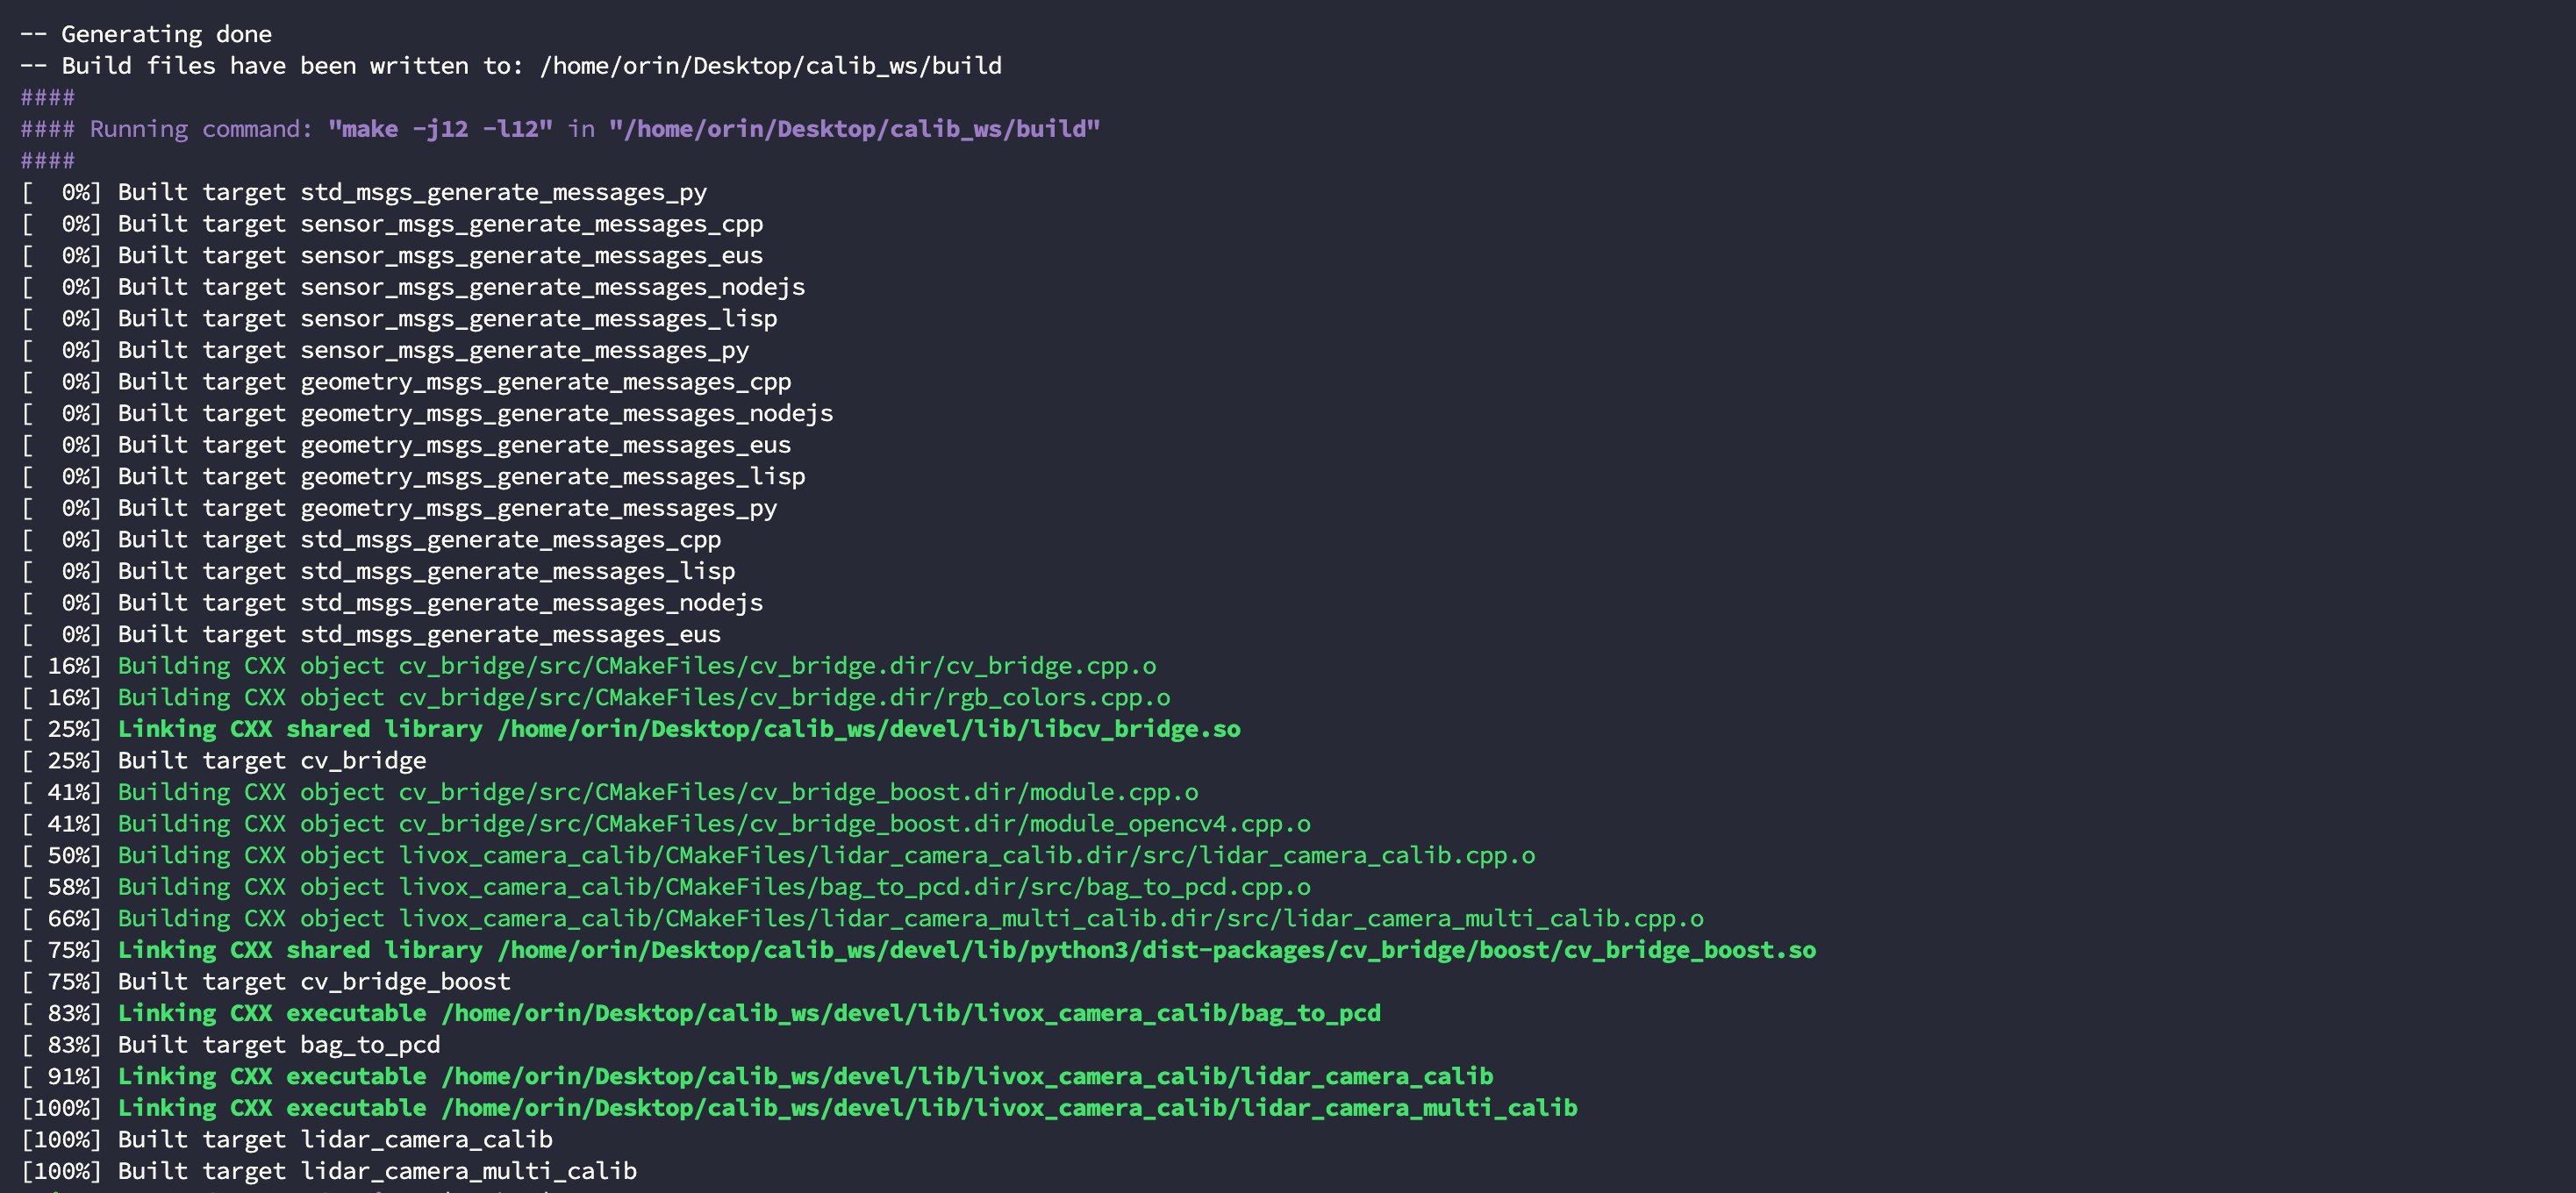 -- Generating done
-- Build files have been written to: /home/orin/Desktop/calib_ws/build
####
#### Running command: "make -j12 -l12" in "/home/orin/Desktop/calib_ws/build"
####
[  0%] Built target std_msgs_generate_messages_py
[  0%] Built target sensor_msgs_generate_messages_cpp
[  0%] Built target sensor_msgs_generate_messages_eus
[  0%] Built target sensor_msgs_generate_messages_nodejs
[  0%] Built target sensor_msgs_generate_messages_lisp
[  0%] Built target sensor_msgs_generate_messages_py
[  0%] Built target geometry_msgs_generate_messages_cpp
[  0%] Built target geometry_msgs_generate_messages_nodejs
[  0%] Built target geometry_msgs_generate_messages_eus
[  0%] Built target geometry_msgs_generate_messages_lisp
[  0%] Built target geometry_msgs_generate_messages_py
[  0%] Built target std_msgs_generate_messages_cpp
[  0%] Built target std_msgs_generate_messages_lisp
[  0%] Built target std_msgs_generate_messages_nodejs
[  0%] Built target std_msgs_generate_messages_eus
[ 16%] Building CXX object cv_bridge/src/CMakeFiles/cv_bridge.dir/cv_bridge.cpp.o
[ 16%] Building CXX object cv_bridge/src/CMakeFiles/cv_bridge.dir/rgb_colors.cpp.o
[ 25%] Linking CXX shared library /home/orin/Desktop/calib_ws/devel/lib/libcv_bridge.so
[ 25%] Built target cv_bridge
[ 41%] Building CXX object cv_bridge/src/CMakeFiles/cv_bridge_boost.dir/module.cpp.o
[ 41%] Building CXX object cv_bridge/src/CMakeFiles/cv_bridge_boost.dir/module_opencv4.cpp.o
[ 50%] Building CXX object livox_camera_calib/CMakeFiles/lidar_camera_calib.dir/src/lidar_camera_calib.cpp.o
[ 58%] Building CXX object livox_camera_calib/CMakeFiles/bag_to_pcd.dir/src/bag_to_pcd.cpp.o
[ 66%] Building CXX object livox_camera_calib/CMakeFiles/lidar_camera_multi_calib.dir/src/lidar_camera_multi_calib.cpp.o
[ 75%] Linking CXX shared library /home/orin/Desktop/calib_ws/devel/lib/python3/dist-packages/cv_bridge/boost/cv_bridge_boost.so
[ 75%] Built target cv_bridge_boost
[ 83%] Linking CXX executable /home/orin/Desktop/calib_ws/devel/lib/livox_camera_calib/bag_to_pcd
[ 83%] Built target bag_to_pcd
[ 91%] Linking CXX executable /home/orin/Desktop/calib_ws/devel/lib/livox_camera_calib/lidar_camera_calib
[100%] Linking CXX executable /home/orin/Desktop/calib_ws/devel/lib/livox_camera_calib/lidar_camera_multi_calib
[100%] Built target lidar_camera_calib
[100%] Built target lidar_camera_multi_calib